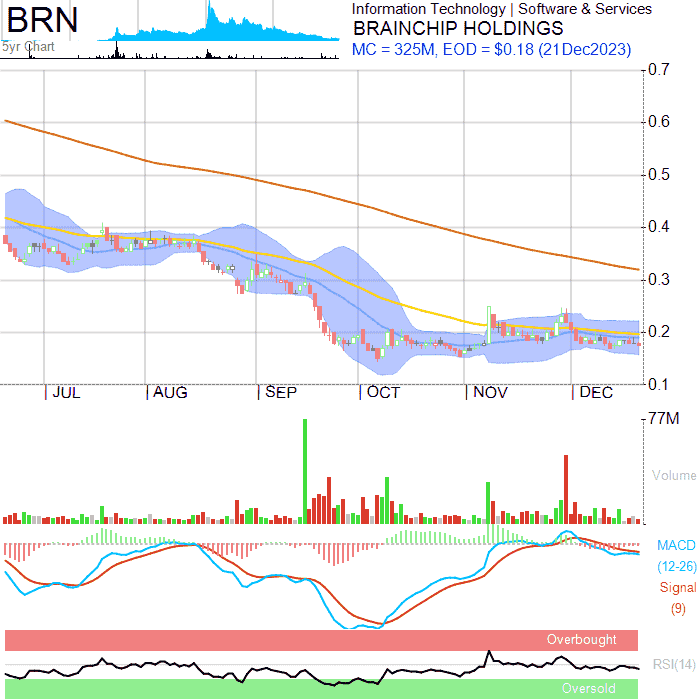 BRN
5yr Chart
Information Technology | Software & Services
BRAINCHIP HOLDINGS
MC = 325M, EOD = $0.18 (21Dec2023)
0.7
0.6
0.5
0.4
0.3
0.2
0.1
JUL AUG SEP OCT NOV DEC
77M
Volume
MACD
(12-26)
Signal
(9)
Overbought
RSI(14)
Oversold